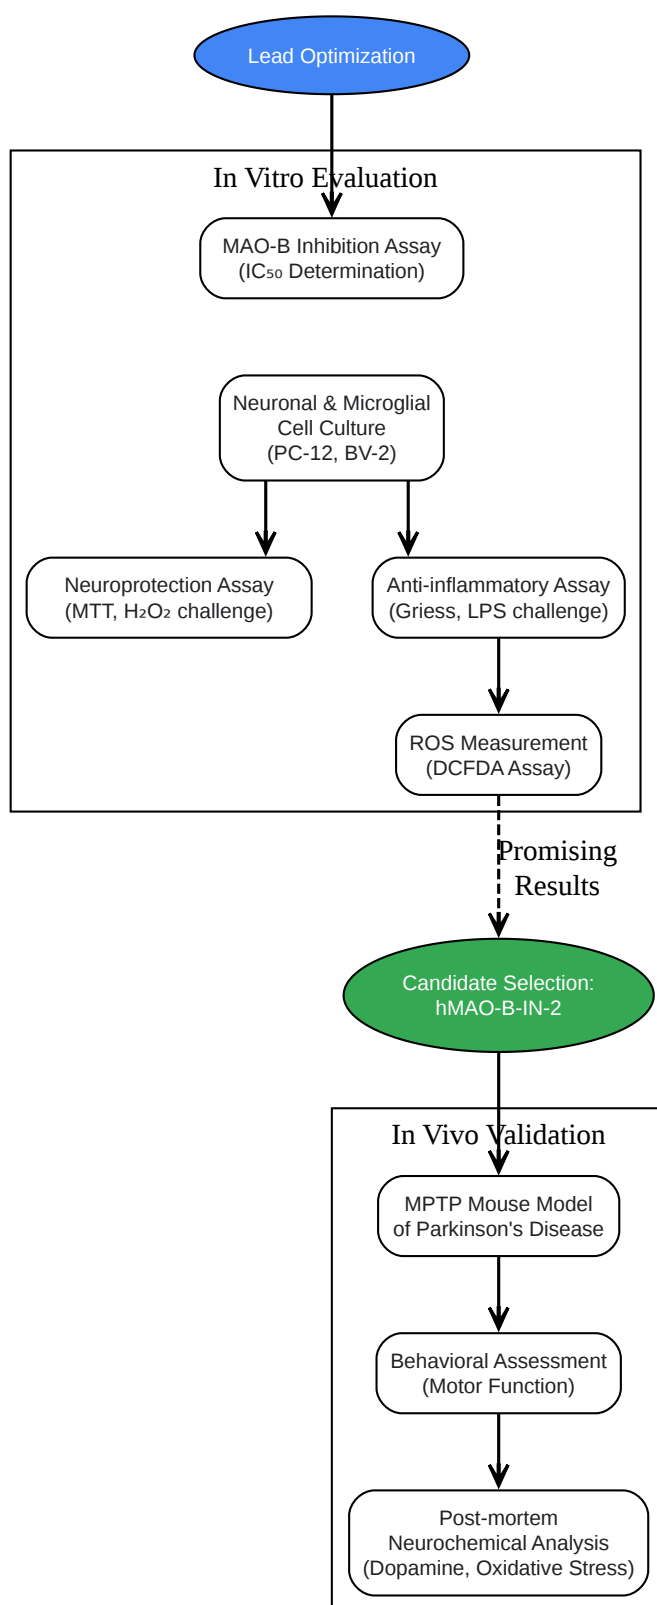 Lead Optimization
In Vitro Evaluation
MAO-B Inhibition Assay
(IC₅₀ Determination)
Neuronal & Microglial
Cell Culture
(PC-12, BV-2)
Neuroprotection Assay
(MTT, H₂O₂ challenge)
Anti-inflammatory Assay
(Griess, LPS challenge)
ROS Measurement
(DCFDA Assay)
Promising
Results
Candidate Selection:
hMAO-B-IN-2
In Vivo Validation
MPTP Mouse Model
of Parkinson's Disease
Behavioral Assessment
(Motor Function)
Post-mortem
Neurochemical Analysis
(Dopamine, Oxidative Stress)